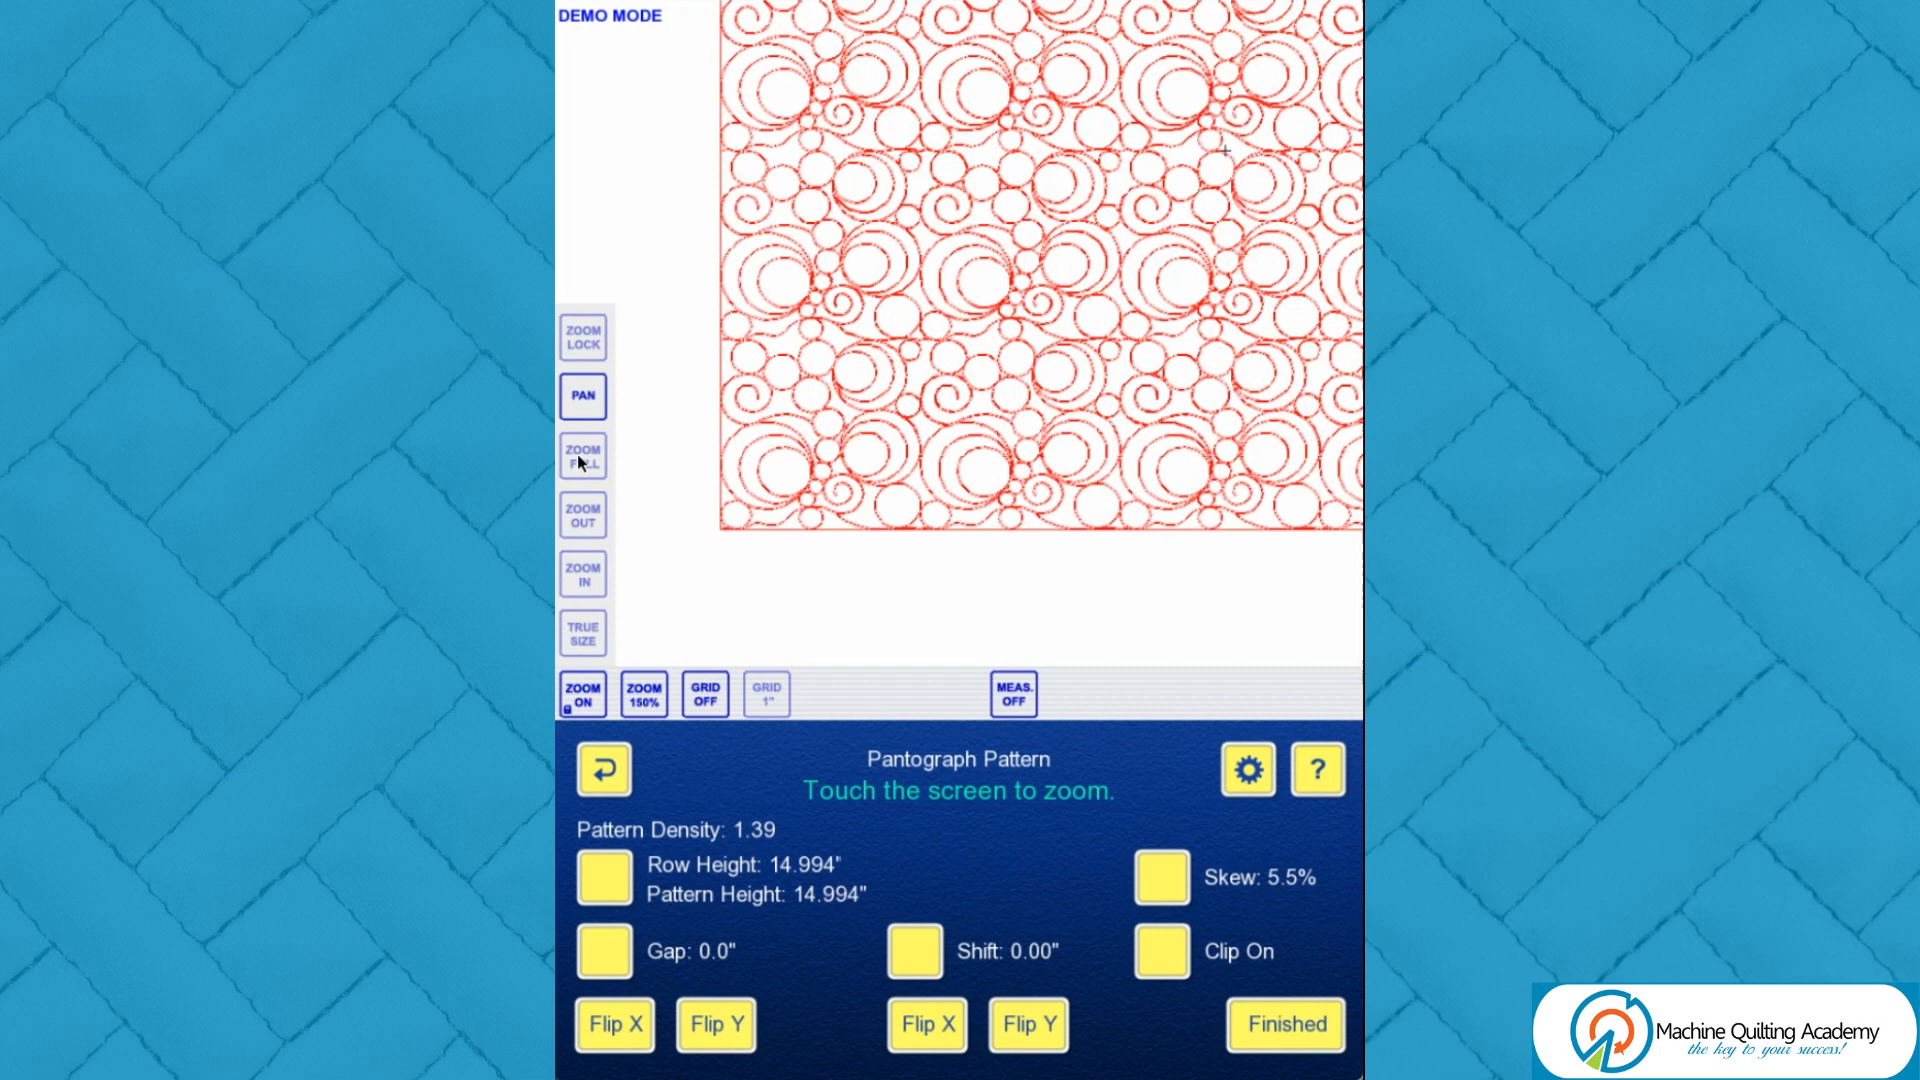 DEMO MODE
ZOOM
LOCK
PAN
ZOOM
FULL
ZOOM
OUT
ZOOM
IN
TRUE
SIZE
ZOOM
ON
ZOOM
150%
GRID
OFF
GRID
1"
MEAS.
OFF
Pantograph Pattern
?
Touch the screen to zoom.
Pattern Density: 1.39
Row Height: 14.994"
Pattern Height: 14.994"
Skew: 5.5%
Gap: 0.0"
Shift: 0.00"
Clip On
Flip X
Flip Y
Flip X
Flip Y
Finished
Machine Quilting Academy
the key to your success!